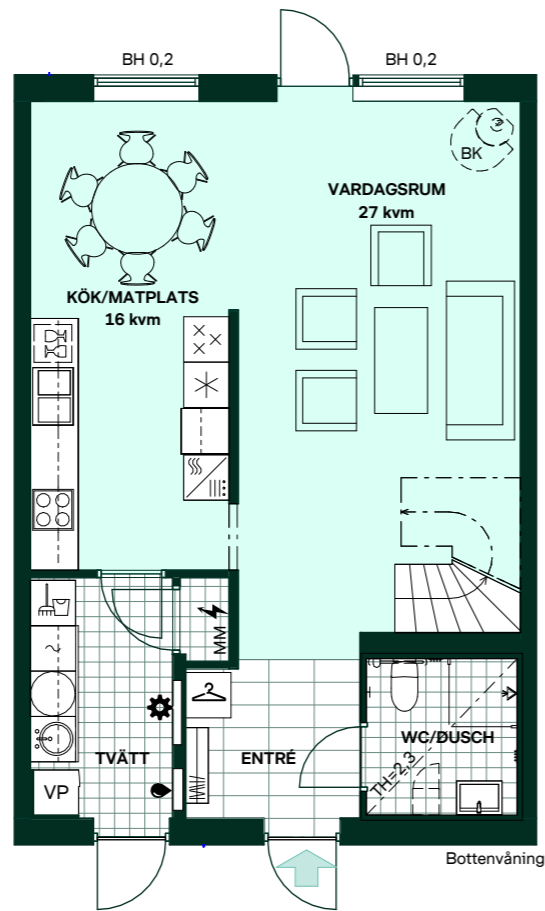 BH 0,2
BH 0,2
BK
VARDAGSRUM
27 kvm
KÖK/MATPLATS
16 kvm
MM
WC/DUSCH
TVÄTT
ENTRÉ
TH=2,3
VP
Bottenvåning